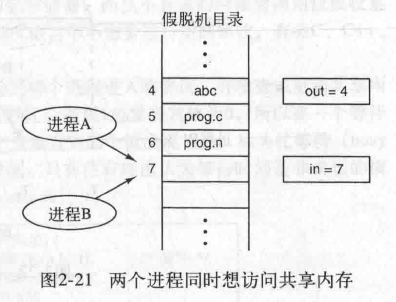 假脱机目录
4 abc out = 4
5 prog.c
进程A
6 prog.n
7 in = 7
进程B
图2-21 两个进程同时想访问共享内存